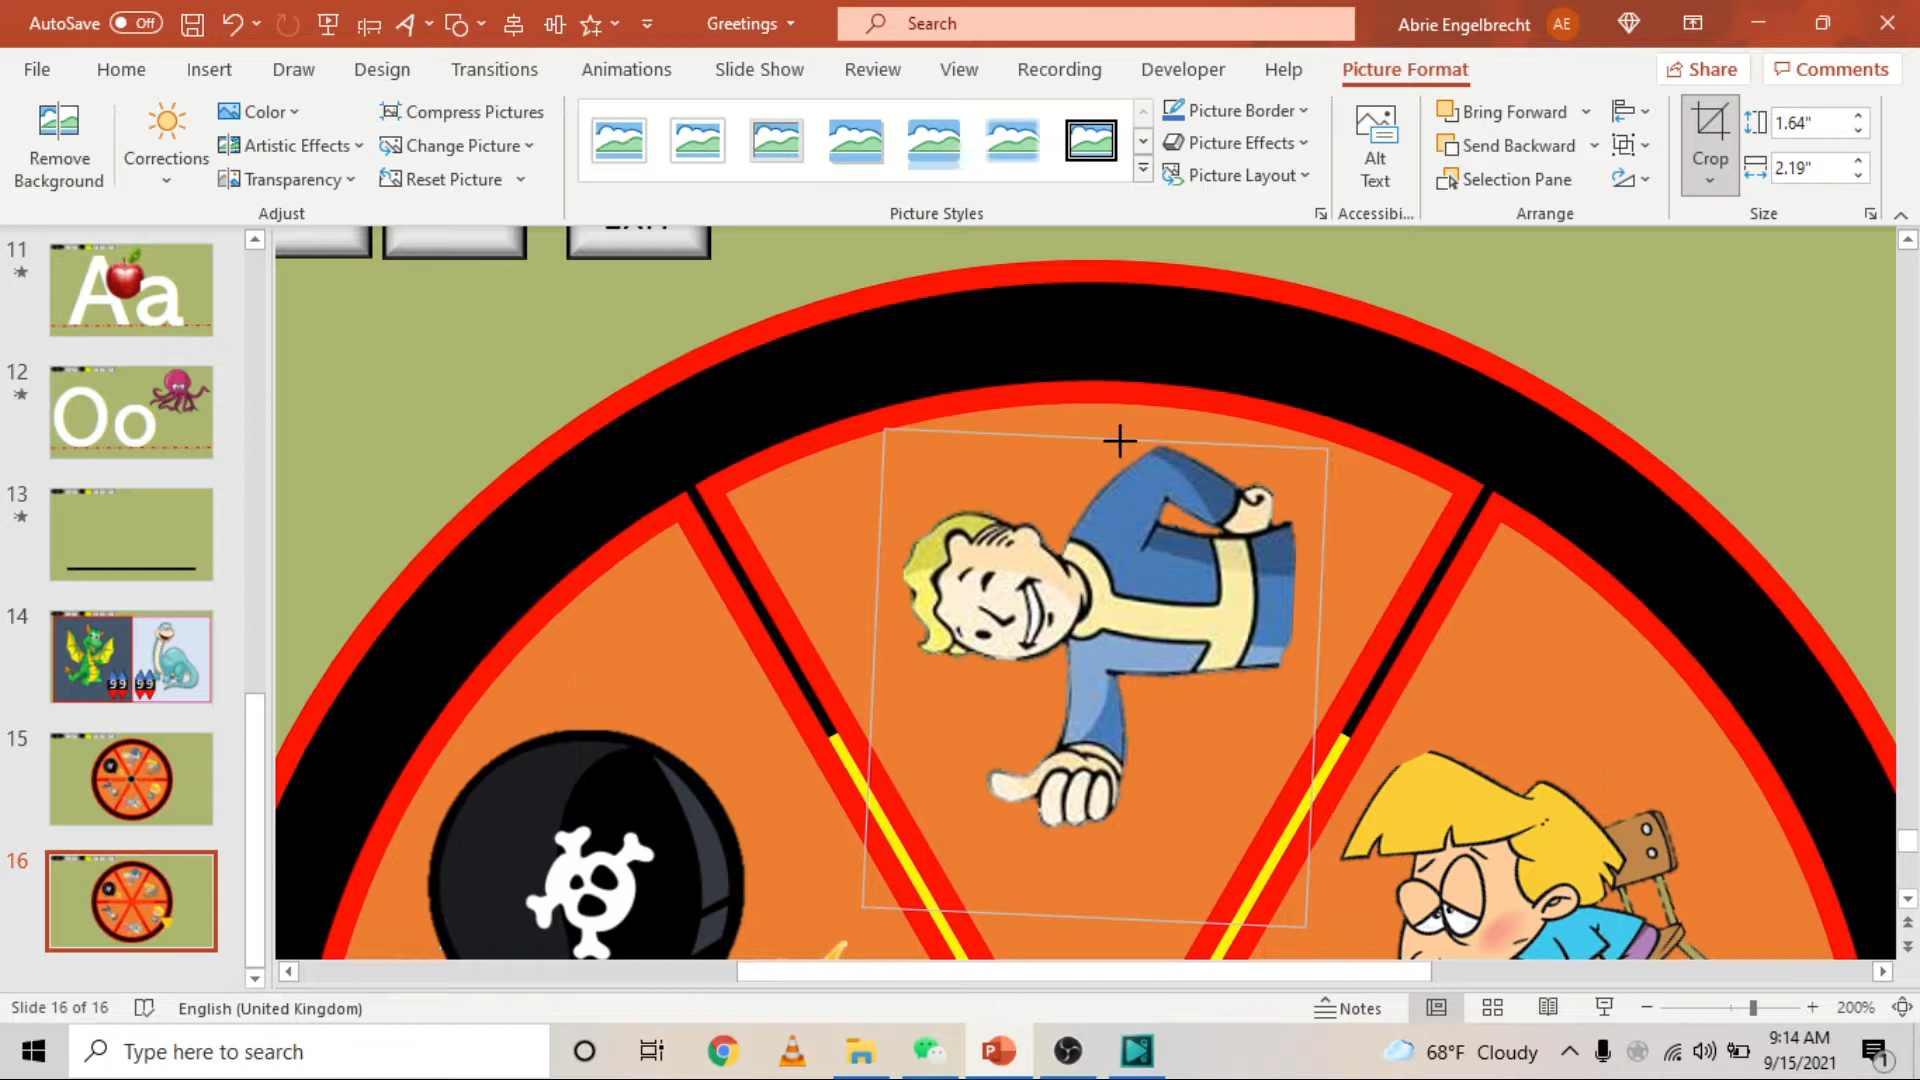 AutoSave Off Greetings Search Abrie Engelbrecht AE
File Home Insert Draw Design Transitions Animations Slide Show Review View Recording Developer Help Picture Format Share Comments
Remove Background
Corrections
Color
Artistic Effects
Transparency
Compress Pictures
Change Picture
Reset Picture
Adjust
Picture Styles
Picture Border
Picture Effects
Picture Layout
Alt Text
Accessibi...
Bring Forward
Send Backward
Selection Pane
Arrange
Crop
1.64"
2.19"
Size
11
Aa
12
Oo
13
14
99 99
15
16
Slide 16 of 16 English (United Kingdom) Notes 200%
Type here to search 68°F Cloudy 9:14 AM
9/15/2021
1